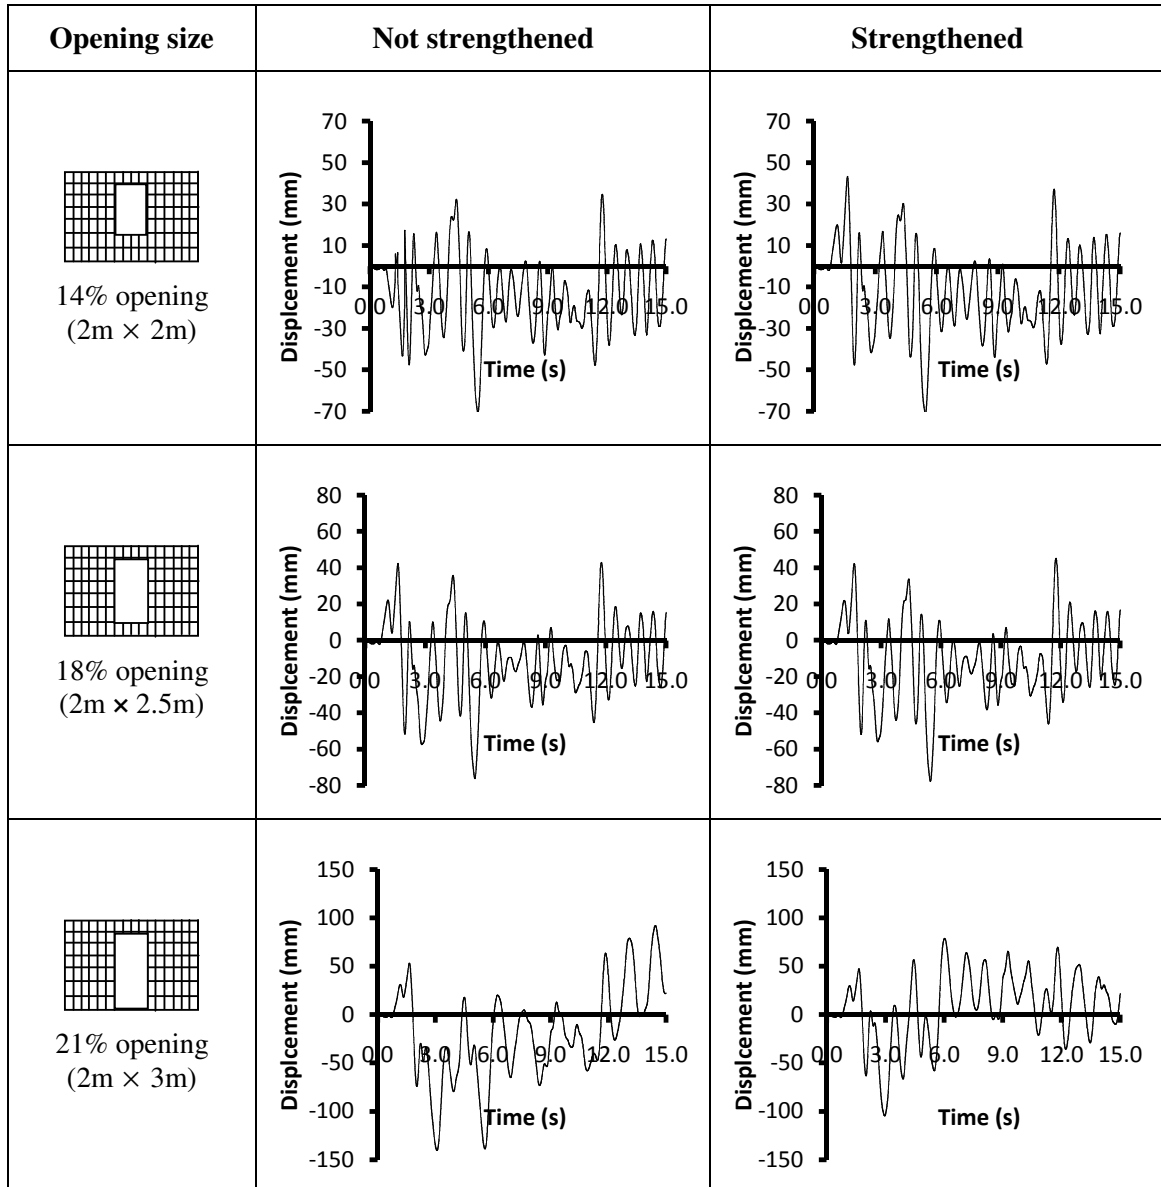 Opening size
Not strengthened
Strengthened
14% opening
(2m × 2m)
Displcement (mm)
70
50
30
10
-10
-30
-50
-70
0.0 3.0 6.0 9.0 12.0 15.0
Time (s)
Displcement (mm)
70
50
30
10
-10
-30
-50
-70
0.0 3.0 6.0 9.0 12.0 15.0
Time (s)
18% opening
(2m × 2.5m)
Displcement (mm)
80
60
40
20
0
-20
-40
-60
-80
0.0 3.0 6.0 9.0 12.0 15.0
Time (s)
Displcement (mm)
80
60
40
20
0
-20
-40
-60
-80
0.0 3.0 6.0 9.0 12.0 15.0
Time (s)
21% opening
(2m × 3m)
Displcement (mm)
150
100
50
0
-50
-100
-150
0.0 3.0 6.0 9.0 12.0 15.0
Time (s)
Displcement (mm)
150
100
50
0
-50
-100
-150
0.0 3.0 6.0 9.0 12.0 15.0
Time (s)